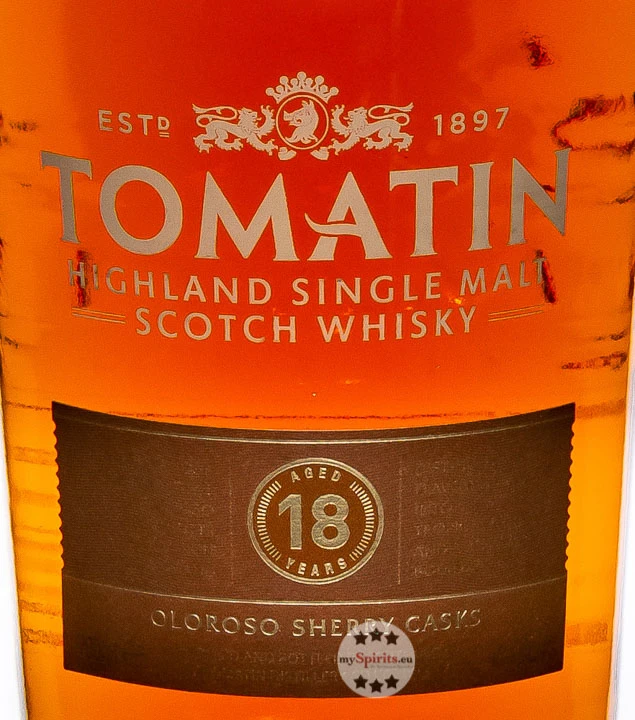 ESTD 1897
TOMATIN
HIGHLAND SINGLE MALT
SCOTCH WHISKY
AGED
18
YEARS
OLOROSO SHERRY CASKS
mySpirits.eu